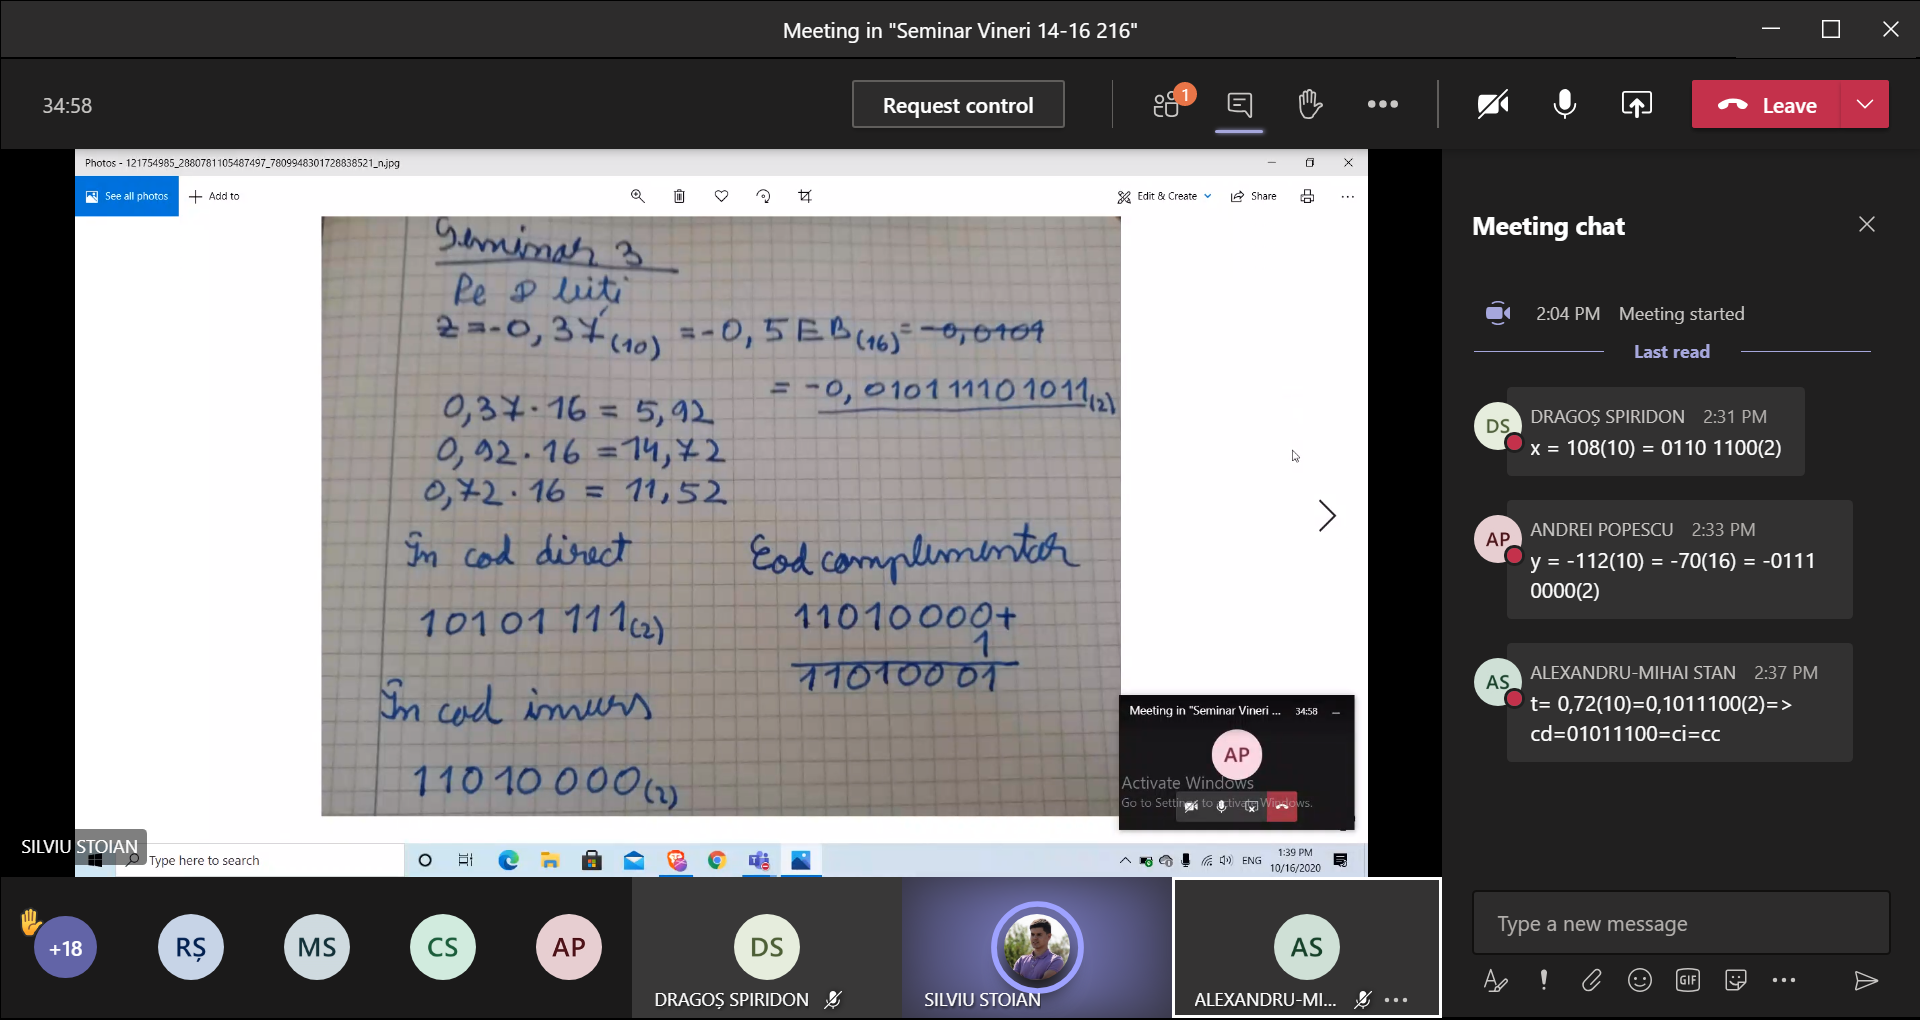 Meeting in "Seminar Vineri 14-16 216"
34:58
Request control
1
Leave
Photos - 121754985_2880781105487497_7809948301728838521_n.jpg
See all photos
Add to
Edit & Create
Share
Seminar 3
Pe 8 biti
z = -0,37(10) = -0,5EB(16) = -0,0101
= -0,010111101011(2)
0,37·16 = 5,92
0,92·16 = 14,72
0,72·16 = 11,52
În cod direct
10101111(2)
În cod invers
11010000(2)
Cod complementar
11010000+
1
11010001
Meeting in "Seminar Vineri ...
34:58
AP
Activate Windows
Go to Settings to activate Windows.
SILVIU STOIAN
Type here to search
ENG
1:39 PM
10/16/2020
Meeting chat
2:04 PM Meeting started
Last read
DS
DRAGOȘ SPIRIDON 2:31 PM
x = 108(10) = 0110 1100(2)
AP
ANDREI POPESCU 2:33 PM
y = -112(10) = -70(16) = -0111
0000(2)
AS
ALEXANDRU-MIHAI STAN 2:37 PM
t= 0,72(10)=0,1011100(2)=>
cd=01011100=ci=cc
Type a new message
GIF
+18
RȘ
MS
CS
AP
DS
DRAGOȘ SPIRIDON
SILVIU STOIAN
AS
ALEXANDRU-MI...